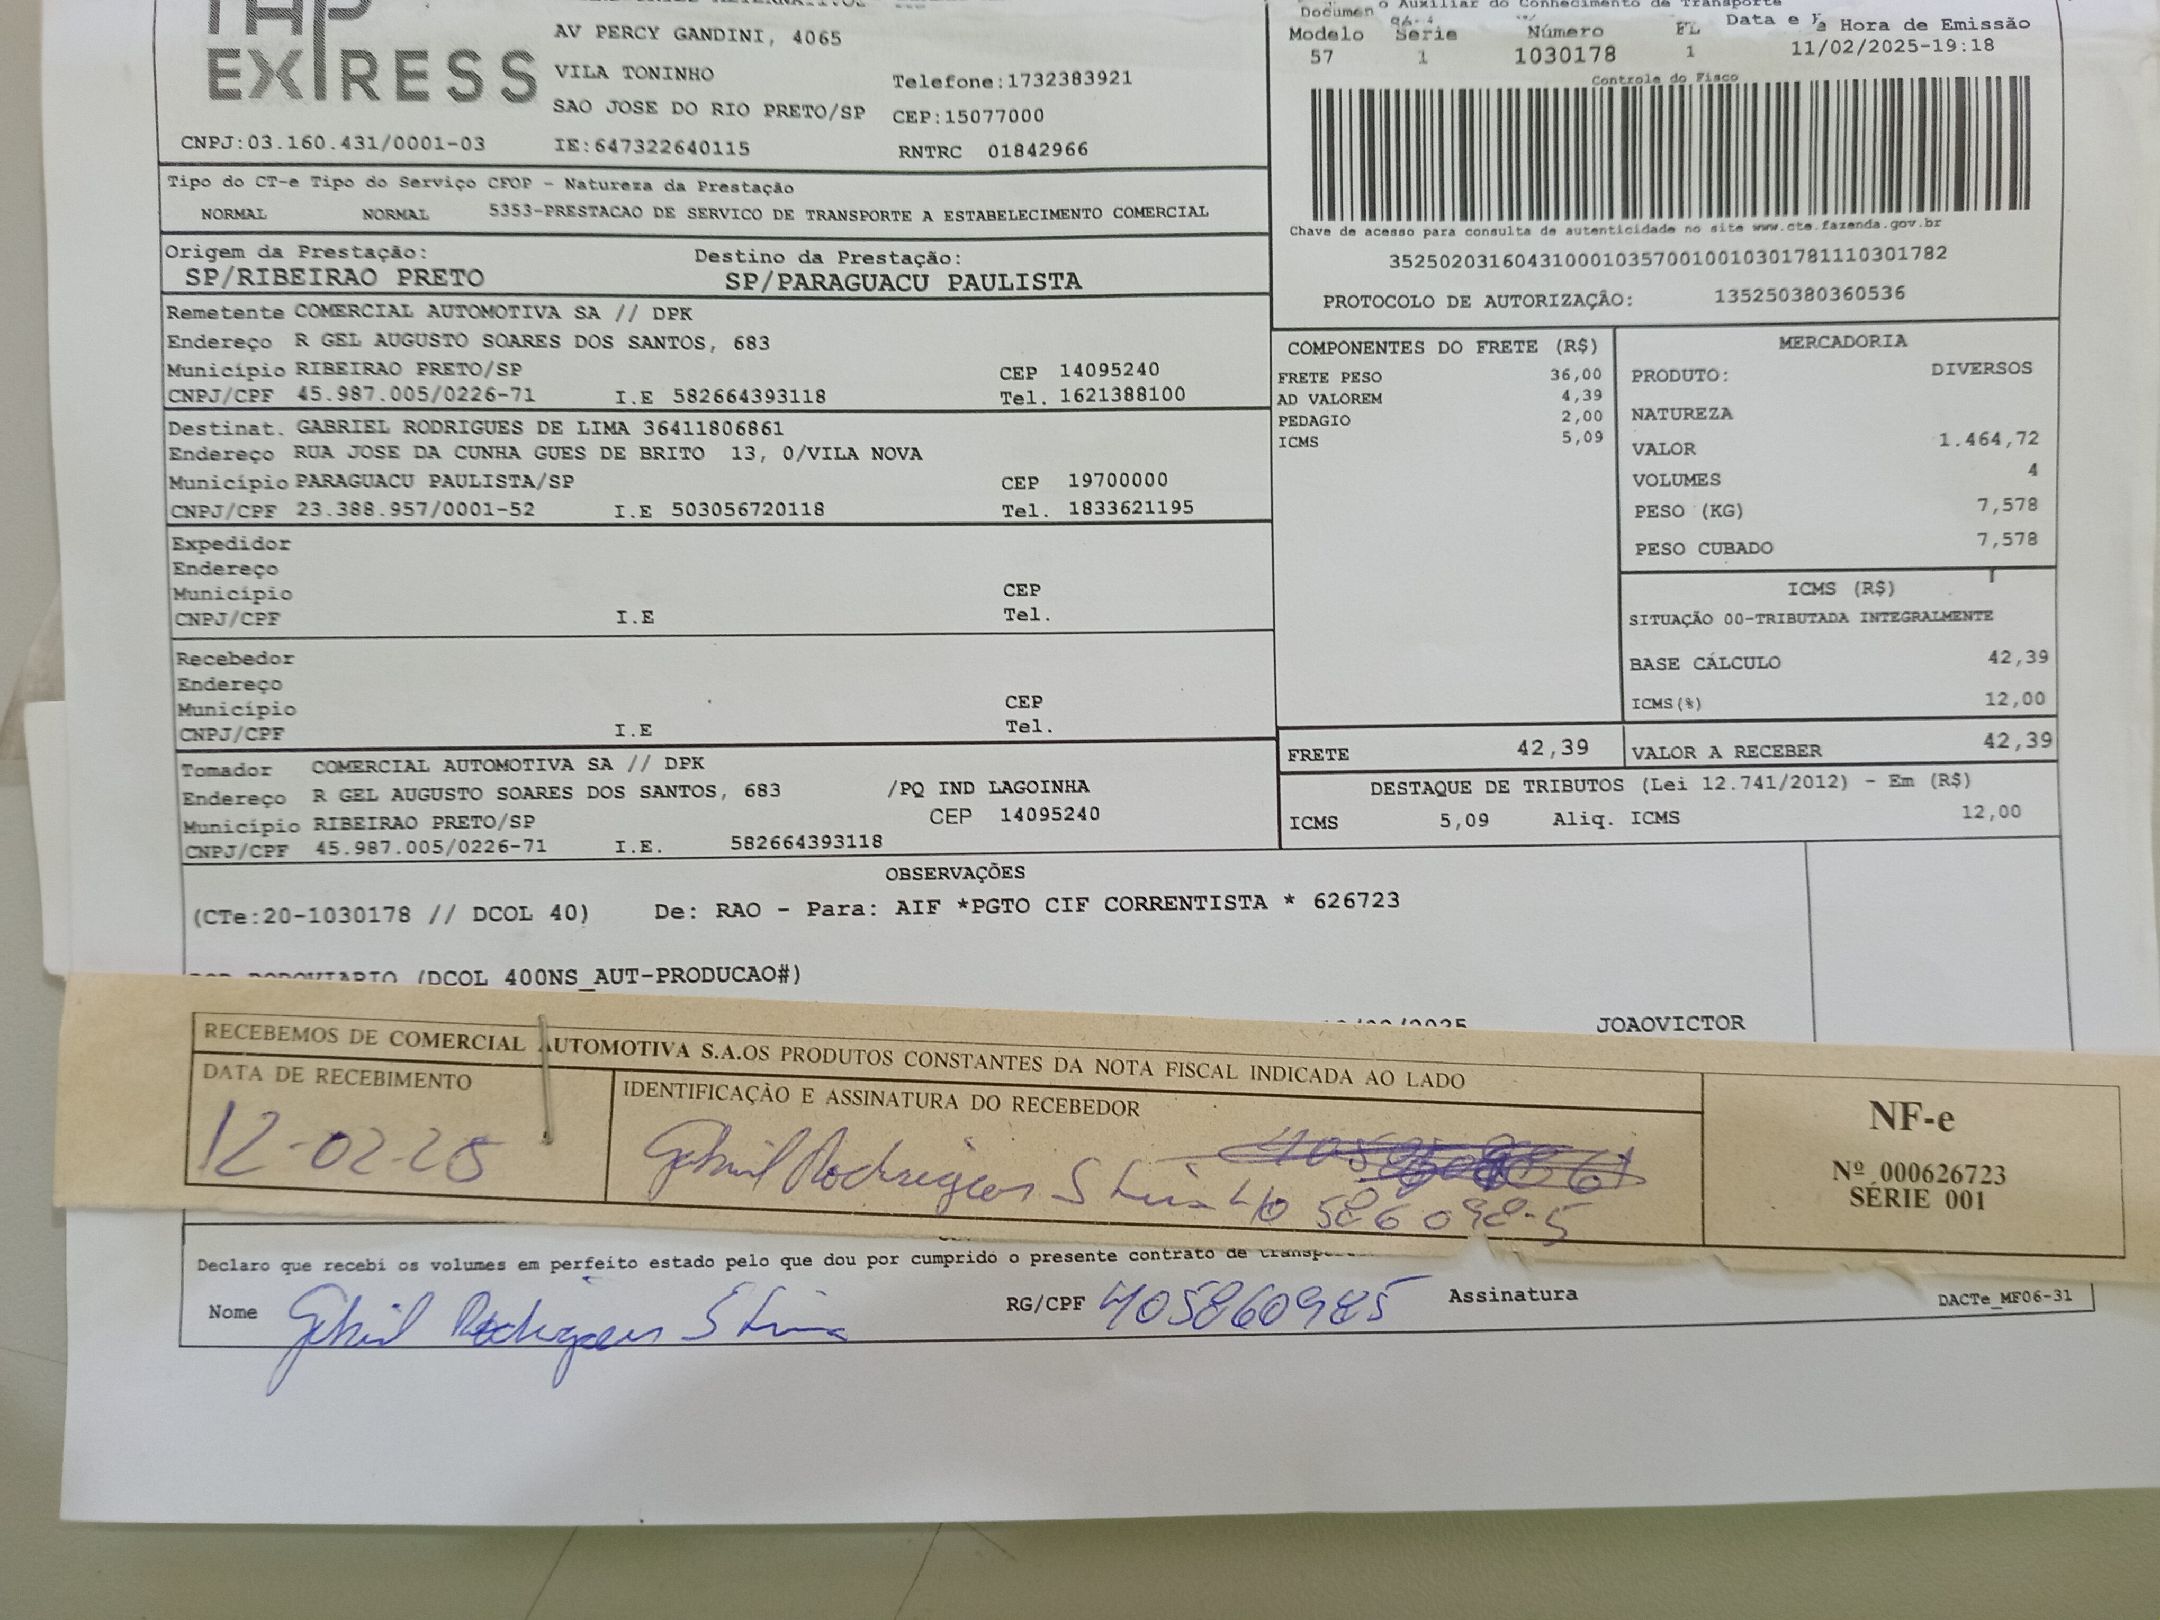 EXPRESS
AV PERCY GANDINI, 4065
VILA TONINHO
Telefone:1732383921
SAO JOSE DO RIO PRETO/SP CEP:15077000
CNPJ:03.160.431/0001-03 IE:647322640115 RNTRC 01842966
o Auxiliar do Conhecimento de Transporte
Modelo Série Número FL Data e Hora de Emissão
57 1 1030178 1 11/02/2025-19:18
Controle do Fisco
Chave de acesso para consulta de autenticidade no site www.cte.fazenda.gov.br
35250203160431000103570010010301781110301782
PROTOCOLO DE AUTORIZAÇÂO: 135250380360536
Tipo do CT-e Tipo do Serviço CFOP - Natureza da Prestação
NORMAL NORMAL 5353-PRESTACAO DE SERVICO DE TRANSPORTE A ESTABELECIMENTO COMERCIAL
Origem da Prestação: Destino da Prestação:
SP/RIBEIRAO PRETO SP/PARAGUACU PAULISTA
Remetente COMERCIAL AUTOMOTIVA SA // DPK
Endereço R GEL AUGUSTO SOARES DOS SANTOS, 683
Município RIBEIRAO PRETO/SP CEP 14095240
CNPJ/CPF 45.987.005/0226-71 I.E 582664393118 Tel. 1621388100
Destinat. GABRIEL RODRIGUES DE LIMA 36411806861
Endereço RUA JOSE DA CUNHA GUES DE BRITO 13, 0/VILA NOVA
Município PARAGUACU PAULISTA/SP CEP 19700000
CNPJ/CPF 23.388.957/0001-52 I.E 503056720118 Tel. 1833621195
Expedidor
Endereço
Município CEP
CNPJ/CPF I.E Tel.
Recebedor
Endereço
Município CEP
CNPJ/CPF I.E Tel.
Tomador COMERCIAL AUTOMOTIVA SA // DPK
Endereço R GEL AUGUSTO SOARES DOS SANTOS, 683 /PQ IND LAGOINHA
Município RIBEIRAO PRETO/SP CEP 14095240
CNPJ/CPF 45.987.005/0226-71 I.E. 582664393118
COMPONENTES DO FRETE (R$)
FRETE PESO 36,00
AD VALOREM 4,39
PEDAGIO 2,00
ICMS 5,09
MERCADORIA
PRODUTO: DIVERSOS
NATUREZA
VALOR 1.464,72
VOLUMES 4
PESO (KG) 7,578
PESO CUBADO 7,578
ICMS (R$)
SITUAÇÃO 00-TRIBUTADA INTEGRALMENTE
BASE CÁLCULO 42,39
ICMS(%) 12,00
FRETE 42,39 VALOR A RECEBER 42,39
DESTAQUE DE TRIBUTOS (Lei 12.741/2012) - Em (R$)
ICMS 5,09 Aliq. ICMS 12,00
OBSERVAÇÕES
(CTe:20-1030178 // DCOL 40) De: RAO - Para: AIF *PGTO CIF CORRENTISTA * 626723
RODOVIARIO (DCOL 400NS_AUT-PRODUCAO#)
JOAOVICTOR
RECEBEMOS DE COMERCIAL AUTOMOTIVA S.A.OS PRODUTOS CONSTANTES DA NOTA FISCAL INDICADA AO LADO
DATA DE RECEBIMENTO IDENTIFICAÇÃO E ASSINATURA DO RECEBEDOR
12-02-25 Gabriel Rodrigues S Lima 40 586 098-5
NF-e
Nº 000626723
SÉRIE 001
Declaro que recebi os volumes em perfeito estado pelo que dou por cumprido o presente contrato de
Nome Gabriel Rodrigues S Lima RG/CPF 405860985 Assinatura
DACTe_MF06-31